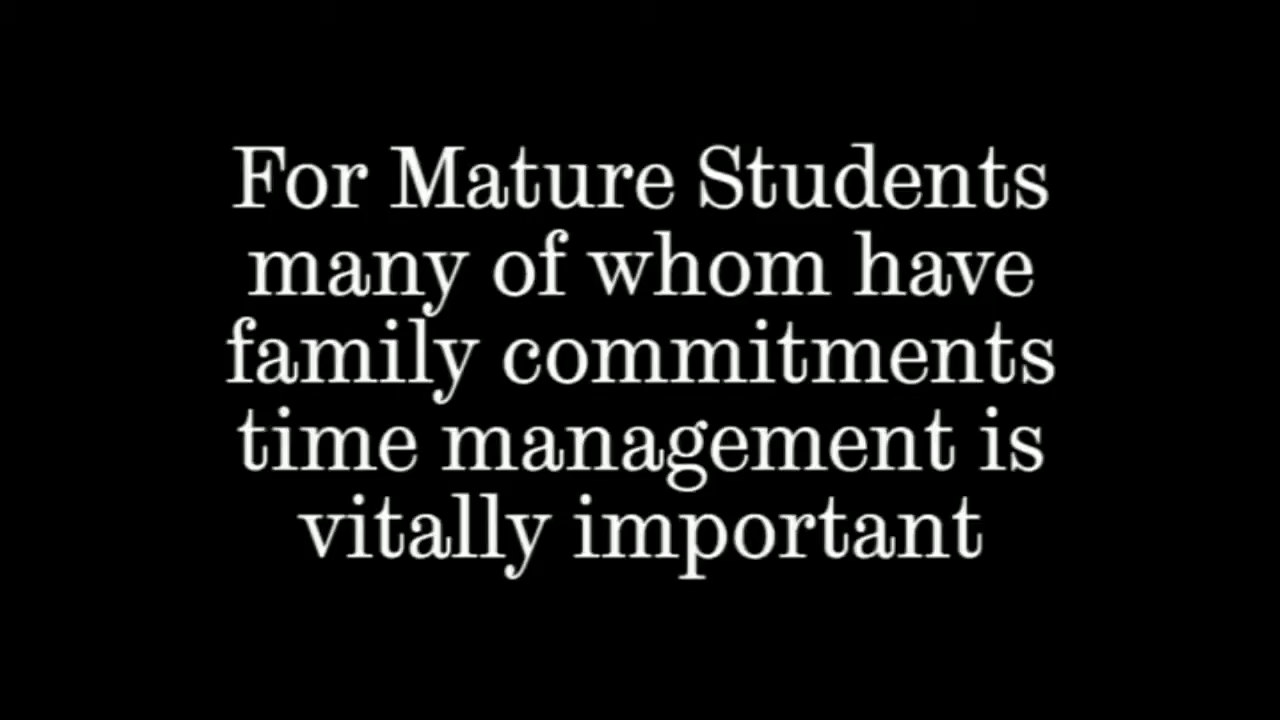 For Mature Students
many of whom have
family commitments
time management is
vitally important